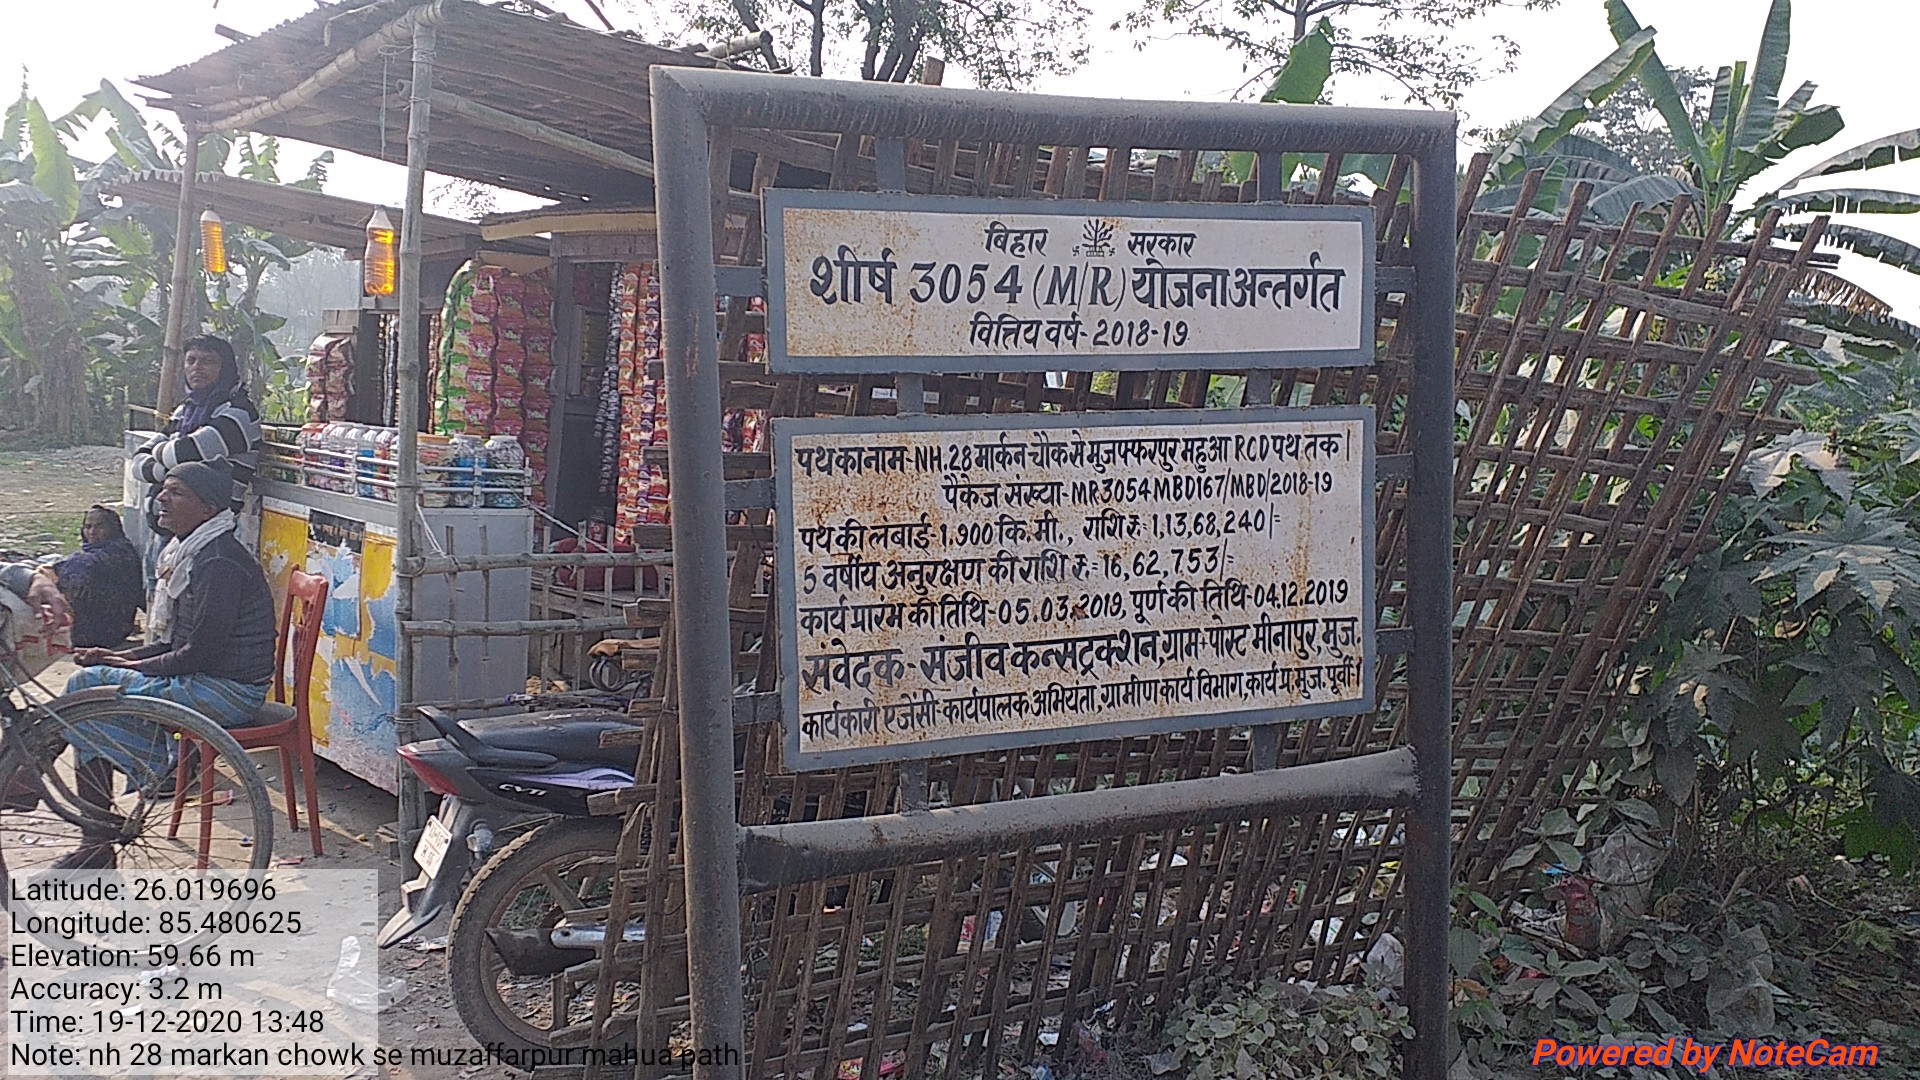 बिहार सरकार
शीर्ष 3054 (M/R) योजना अन्तर्गत
वित्तिय वर्ष- 2018-19
पथ का नाम- NH.28 मार्कन चौक से मुजफ्फरपुर महुआ RCD पथ तक |
पैकेज संख्या- MR3054MBD167/MBD/2018-19
पथ की लंबाई- 1.900 कि. मी., राशि रु.= 1,13,68,240/=
5 वर्षीय अनुरक्षण की राशि रु.= 16,62,753/=
कार्य प्रारंभ की तिथि- 05.03.2019, पूर्ण की तिथि- 04.12.2019
संवेदक - संजीव कन्सट्रक्शन, ग्राम+पोस्ट मीनापुर, मुज.
कार्यकारी एजेंसी- कार्यपालक अभियंता, ग्रामीण कार्य विभाग, कार्य प्र. मुज. पूर्वी-1
CVTi
Latitude: 26.019696
Longitude: 85.480625
Elevation: 59.66 m
Accuracy: 3.2 m
Time: 19-12-2020 13:48
Note: nh 28 markan chowk se muzaffarpur mahua path
Powered by NoteCam